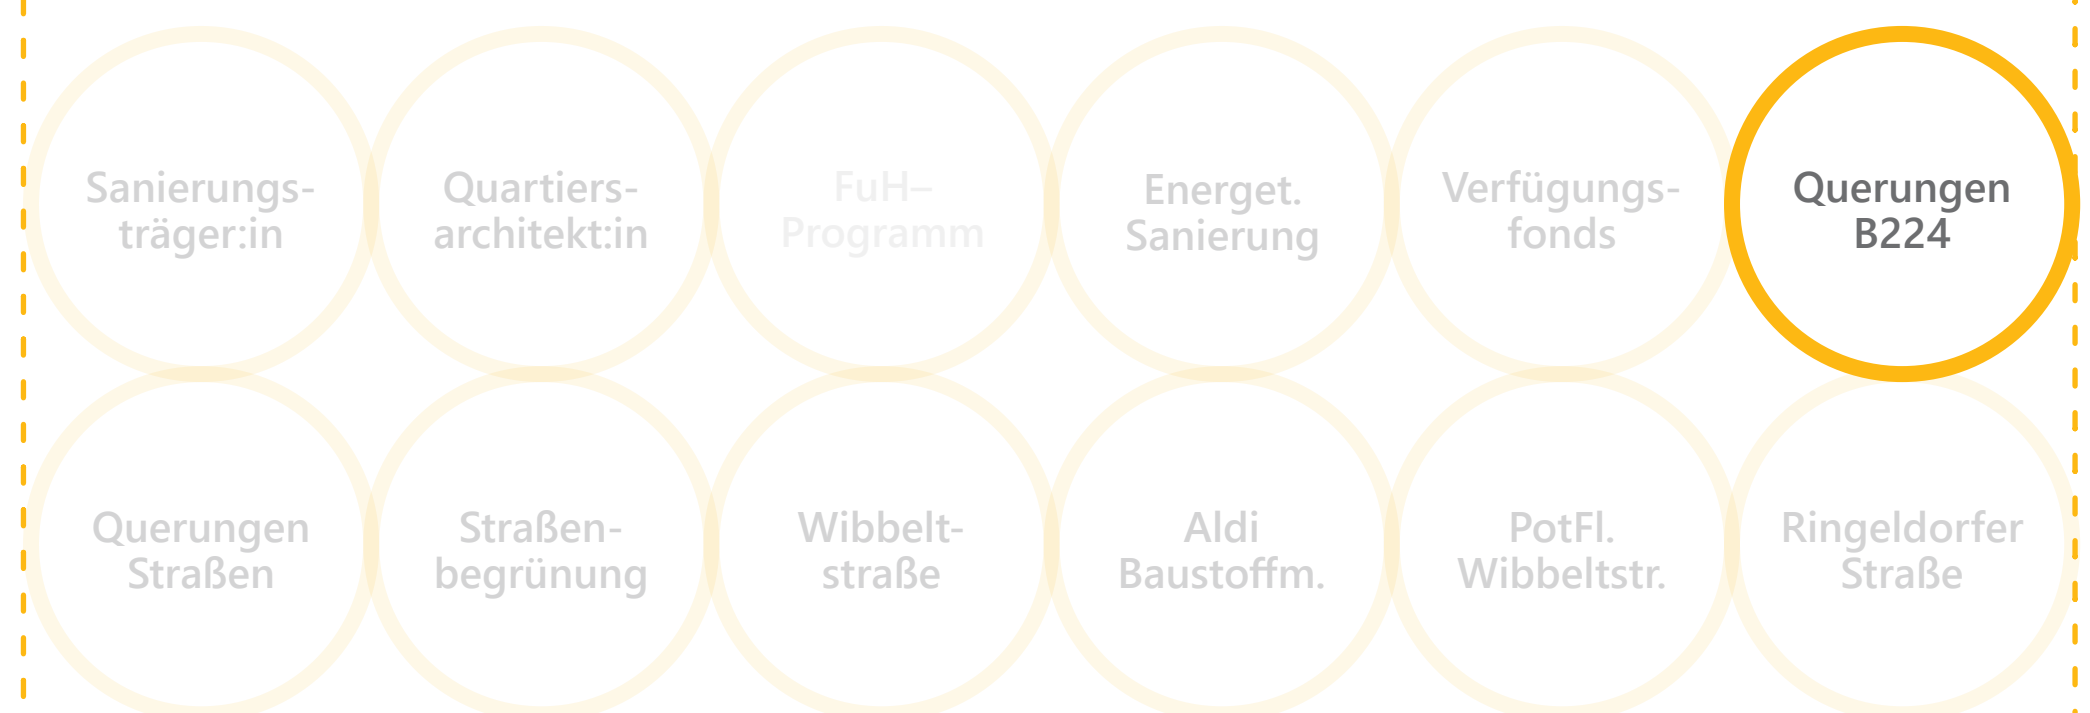 Sanierungs-
träger:in
Quartiers-
architekt:in
FuH–
Programm
Energet.
Sanierung
Verfügungs-
fonds
Querungen
B224
Querungen
Straßen
Straßen-
begrünung
Wibbelt-
straße
Aldi
Baustoffm.
PotFl.
Wibbeltstr.
Ringeldorfer
Straße